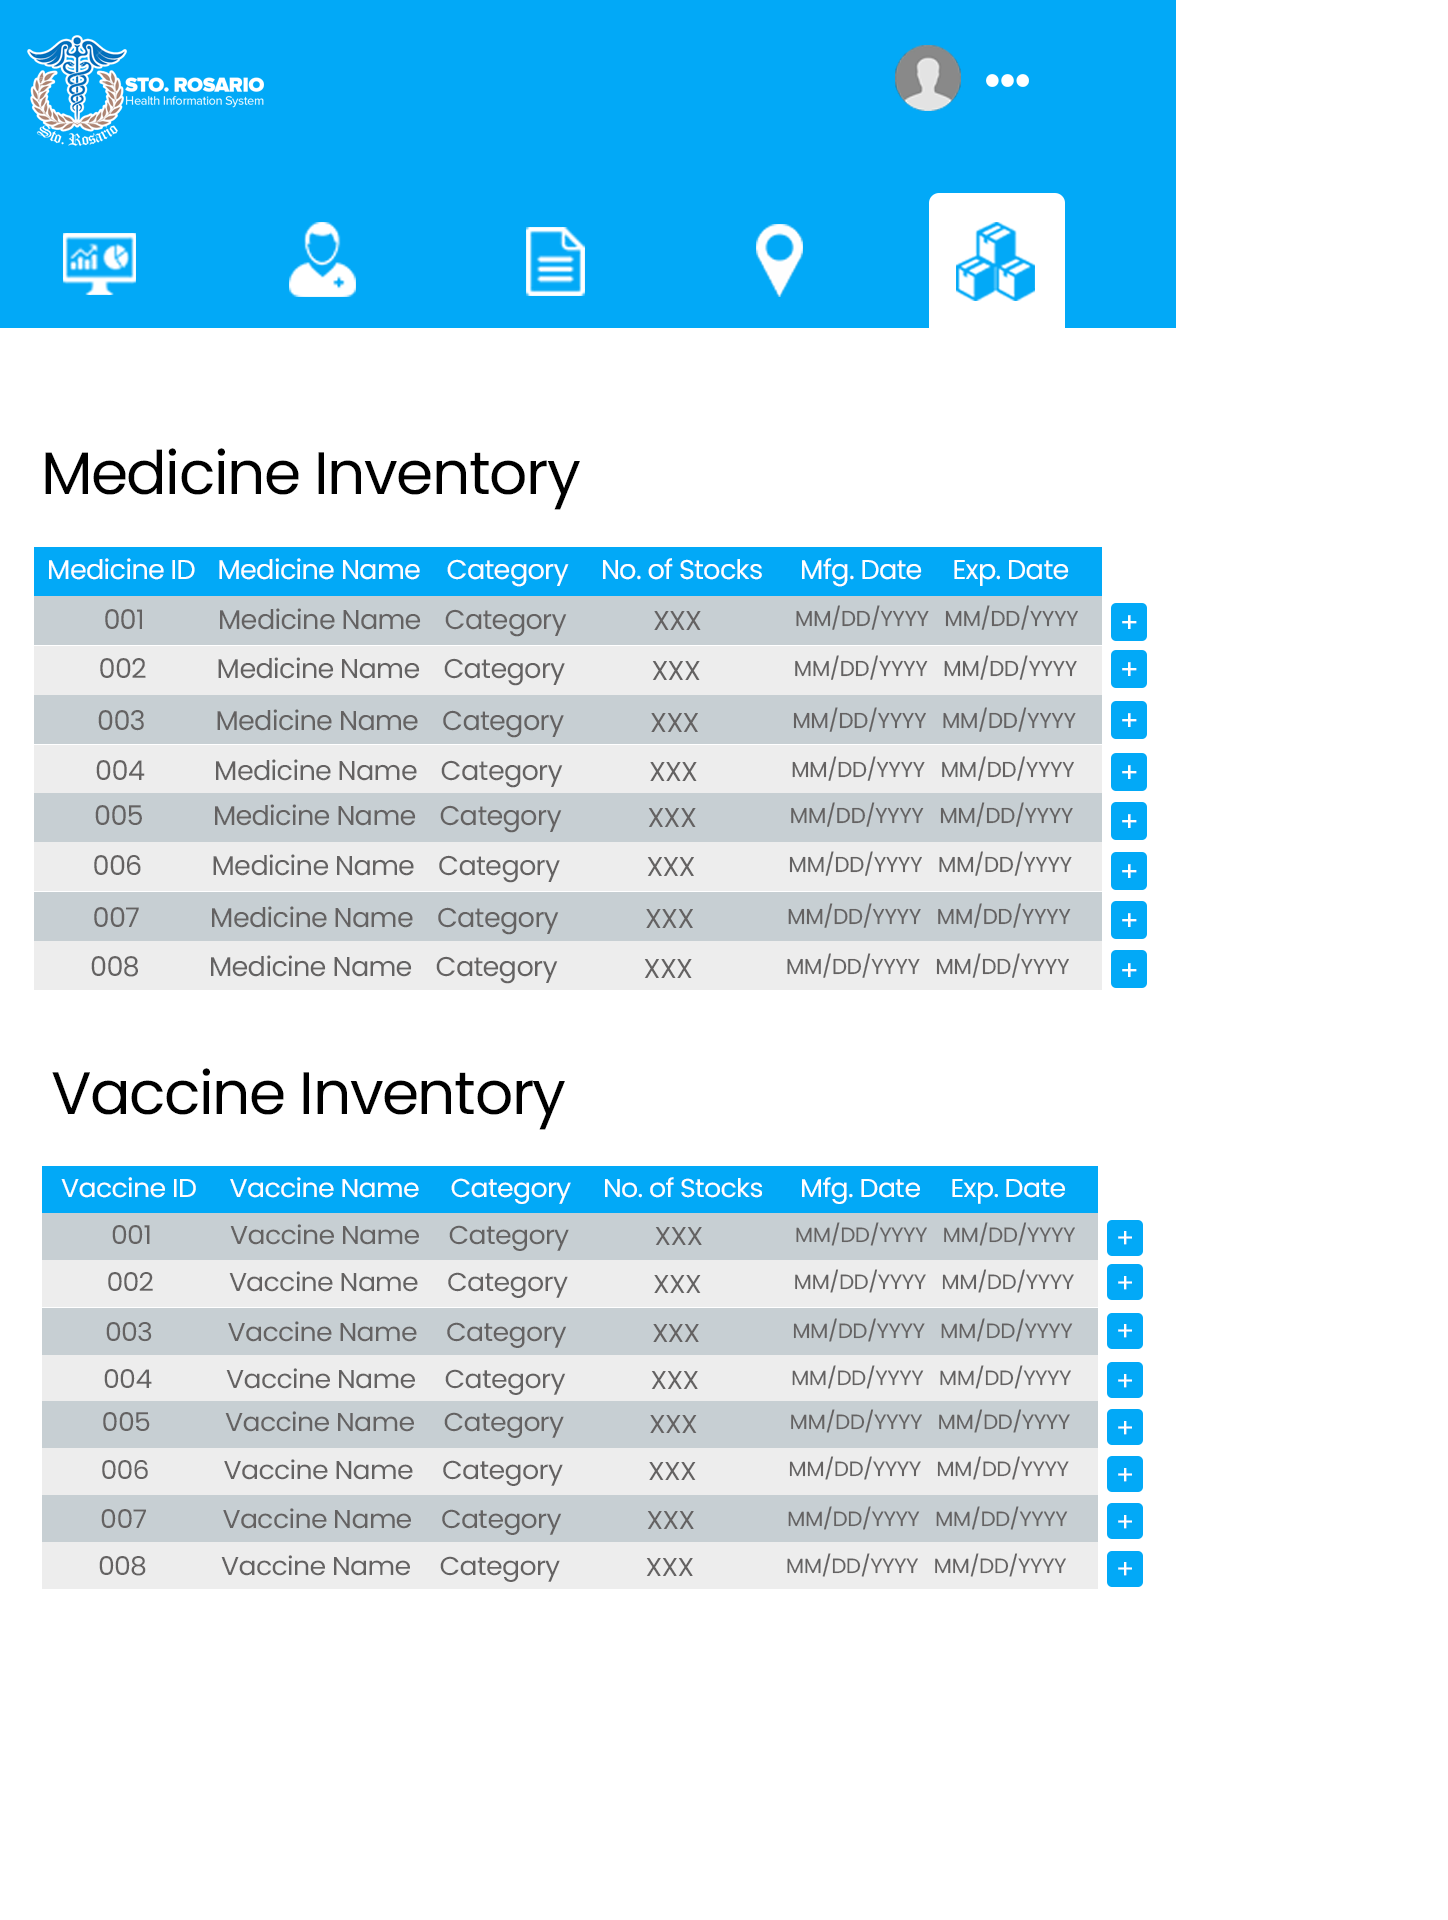 STO. ROSARIO
Health Information System
Sto. Rosario
Medicine Inventory
Medicine ID Medicine Name Category No. of Stocks Mfg. Date Exp. Date
001 Medicine Name Category XXX MM/DD/YYYY MM/DD/YYYY +
002 Medicine Name Category XXX MM/DD/YYYY MM/DD/YYYY +
003 Medicine Name Category XXX MM/DD/YYYY MM/DD/YYYY +
004 Medicine Name Category XXX MM/DD/YYYY MM/DD/YYYY +
005 Medicine Name Category XXX MM/DD/YYYY MM/DD/YYYY +
006 Medicine Name Category XXX MM/DD/YYYY MM/DD/YYYY +
007 Medicine Name Category XXX MM/DD/YYYY MM/DD/YYYY +
008 Medicine Name Category XXX MM/DD/YYYY MM/DD/YYYY +
Vaccine Inventory
Vaccine ID Vaccine Name Category No. of Stocks Mfg. Date Exp. Date
001 Vaccine Name Category XXX MM/DD/YYYY MM/DD/YYYY +
002 Vaccine Name Category XXX MM/DD/YYYY MM/DD/YYYY +
003 Vaccine Name Category XXX MM/DD/YYYY MM/DD/YYYY +
004 Vaccine Name Category XXX MM/DD/YYYY MM/DD/YYYY +
005 Vaccine Name Category XXX MM/DD/YYYY MM/DD/YYYY +
006 Vaccine Name Category XXX MM/DD/YYYY MM/DD/YYYY +
007 Vaccine Name Category XXX MM/DD/YYYY MM/DD/YYYY +
008 Vaccine Name Category XXX MM/DD/YYYY MM/DD/YYYY +